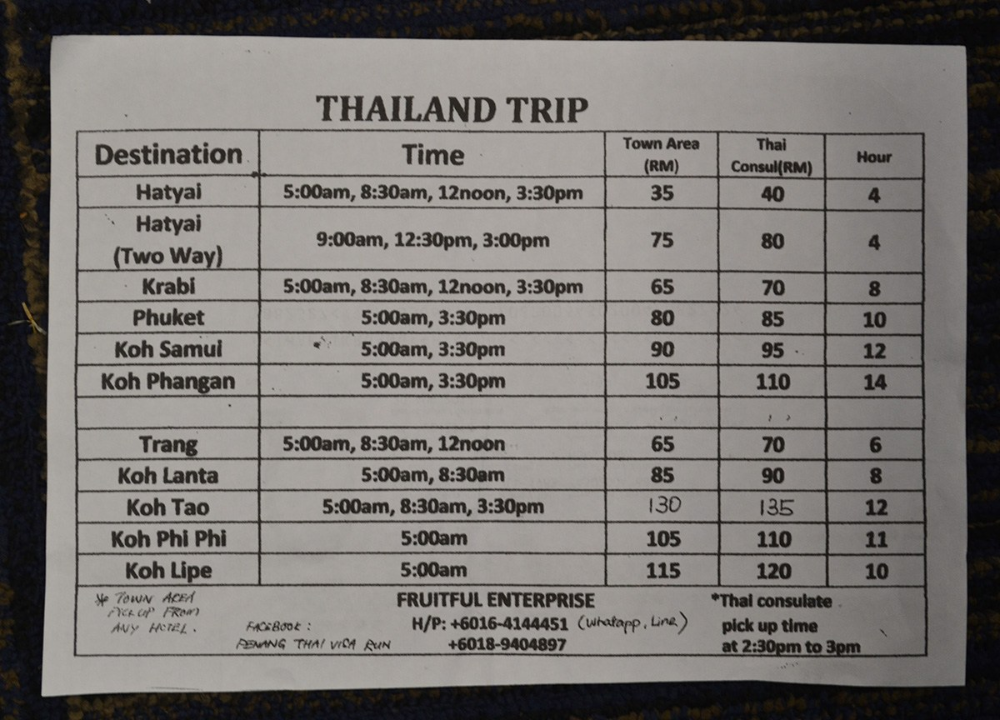 THAILAND TRIP
Destination Time Town Area (RM) Thai Consul(RM) Hour
Hatyai 5:00am, 8:30am, 12noon, 3:30pm 35 40 4
Hatyai (Two Way) 9:00am, 12:30pm, 3:00pm 75 80 4
Krabi 5:00am, 8:30am, 12noon, 3:30pm 65 70 8
Phuket 5:00am, 3:30pm 80 85 10
Koh Samui 5:00am, 3:30pm 90 95 12
Koh Phangan 5:00am, 3:30pm 105 110 14
Trang 5:00am, 8:30am, 12noon 65 70 6
Koh Lanta 5:00am, 8:30am 85 90 8
Koh Tao 5:00am, 8:30am, 3:30pm 130 135 12
Koh Phi Phi 5:00am 105 110 11
Koh Lipe 5:00am 115 120 10
* TOWN AREA
PICK UP FROM
ANY HOTEL.
FACEBOOK :
PENANG THAI VISA RUN
FRUITFUL ENTERPRISE
H/P: +6016-4144451 (whatapp, Line)
+6018-9404897
*Thai consulate
pick up time
at 2:30pm to 3pm